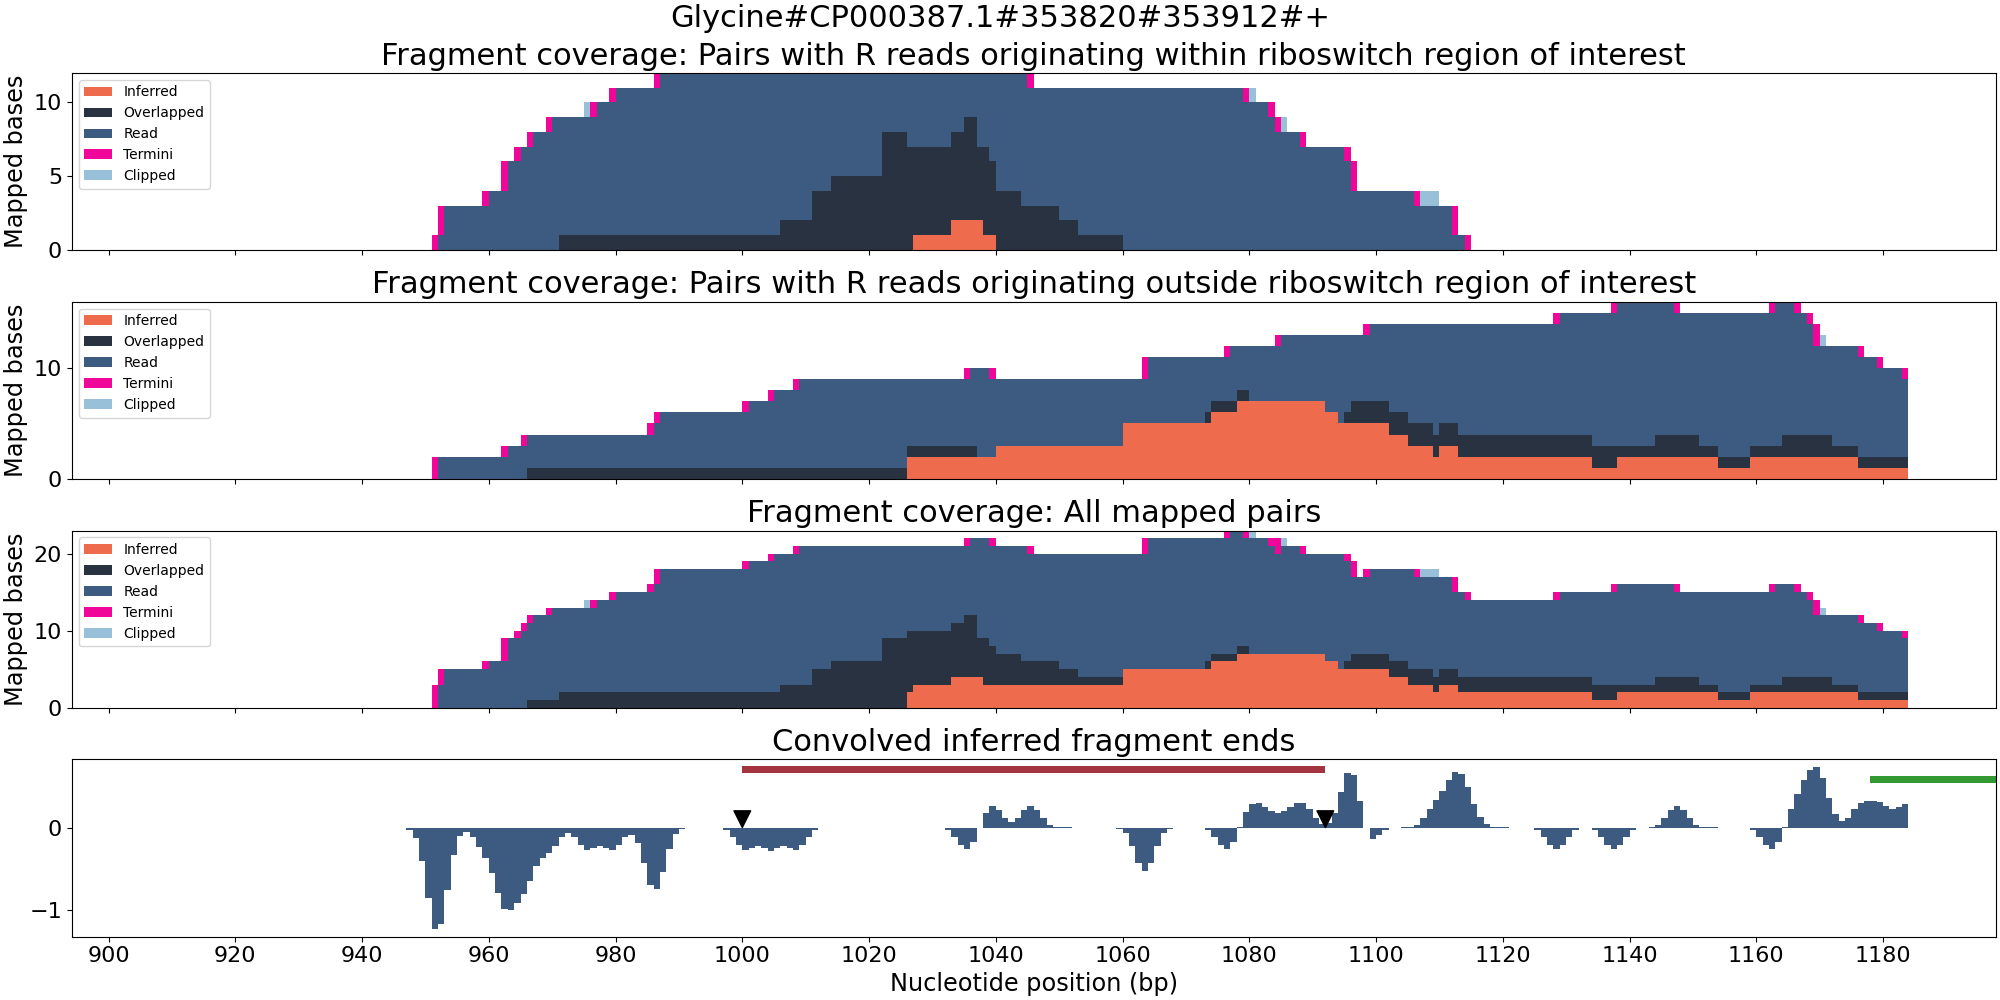 Glycine#CP000387.1#353820#353912#+
Fragment coverage: Pairs with R reads originating within riboswitch region of interest
Mapped bases
10
5
0
Inferred
Overlapped
Read
Termini
Clipped
Fragment coverage: Pairs with R reads originating outside riboswitch region of interest
Mapped bases
10
0
Inferred
Overlapped
Read
Termini
Clipped
Fragment coverage: All mapped pairs
Mapped bases
20
10
0
Inferred
Overlapped
Read
Termini
Clipped
Convolved inferred fragment ends
0
−1
900 920 940 960 980 1000 1020 1040 1060 1080 1100 1120 1140 1160 1180
Nucleotide position (bp)